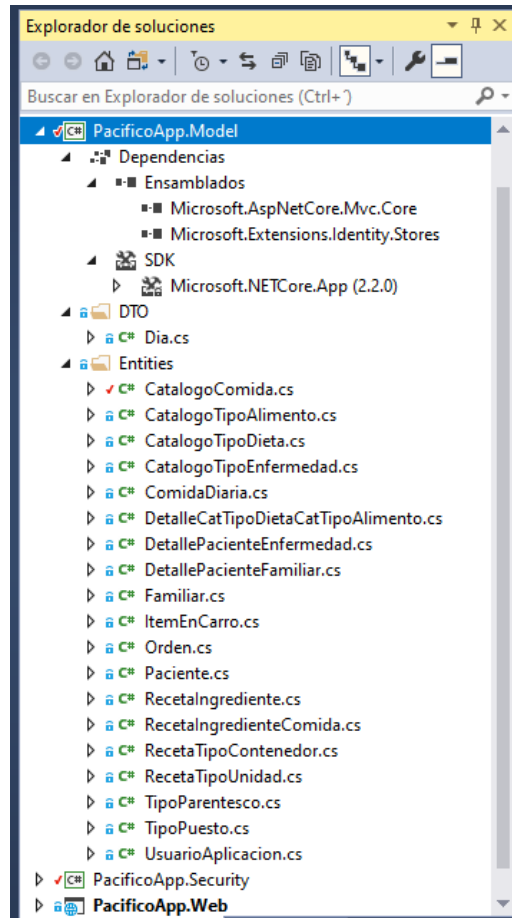 Explorador de soluciones
Buscar en Explorador de soluciones (Ctrl+´)
C# PacificoApp.Model
Dependencias
Ensamblados
Microsoft.AspNetCore.Mvc.Core
Microsoft.Extensions.Identity.Stores
SDK
Microsoft.NETCore.App (2.2.0)
DTO
C# Dia.cs
Entities
C# CatalogoComida.cs
C# CatalogoTipoAlimento.cs
C# CatalogoTipoDieta.cs
C# CatalogoTipoEnfermedad.cs
C# ComidaDiaria.cs
C# DetalleCatTipoDietaCatTipoAlimento.cs
C# DetallePacienteEnfermedad.cs
C# DetallePacienteFamiliar.cs
C# Familiar.cs
C# ItemEnCarro.cs
C# Orden.cs
C# Paciente.cs
C# RecetaIngrediente.cs
C# RecetaIngredienteComida.cs
C# RecetaTipoContenedor.cs
C# RecetaTipoUnidad.cs
C# TipoParentesco.cs
C# TipoPuesto.cs
C# UsuarioAplicacion.cs
C# PacificoApp.Security
PacificoApp.Web